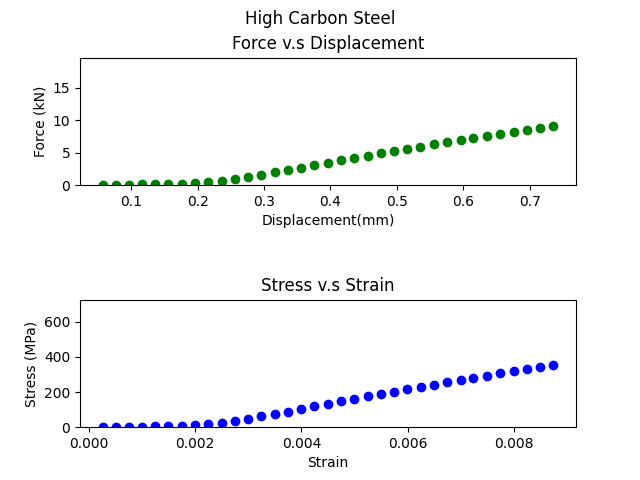 High Carbon Steel
Force v.s Displacement
Force (kN)
15
10
5
0
0.1 0.2 0.3 0.4 0.5 0.6 0.7
Displacement(mm)
Stress v.s Strain
Stress (MPa)
600
400
200
0
0.000 0.002 0.004 0.006 0.008
Strain